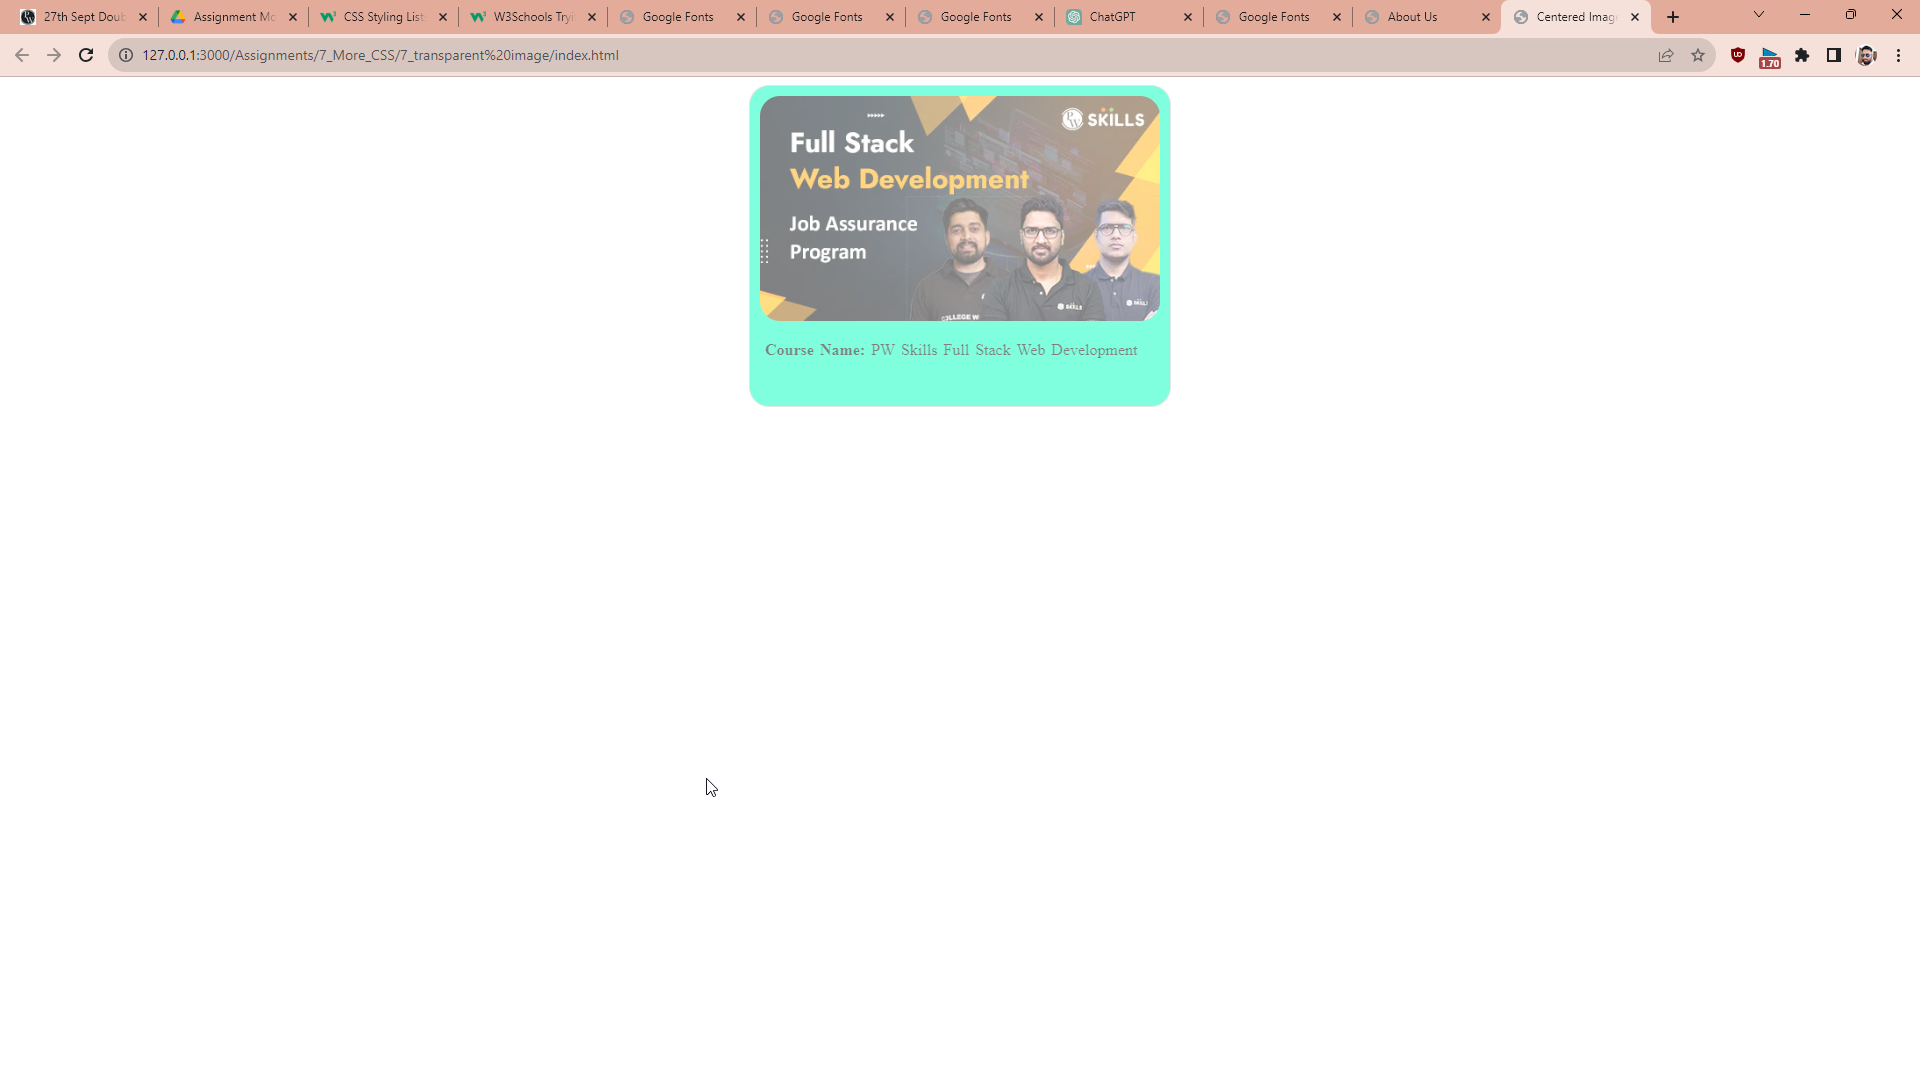 27th Sept Doub
Assignment Mo
CSS Styling List
W3Schools Tryi
Google Fonts
Google Fonts
Google Fonts
ChatGPT
Google Fonts
About Us
Centered Imag
127.0.0.1:3000/Assignments/7_More_CSS/7_transparent%20image/index.html
1.70
PW SKILLS
Full Stack
Web Development
Job Assurance
Program
SKILLS
SKILLS
COLLEGE W
Course Name: PW Skills Full Stack Web Development